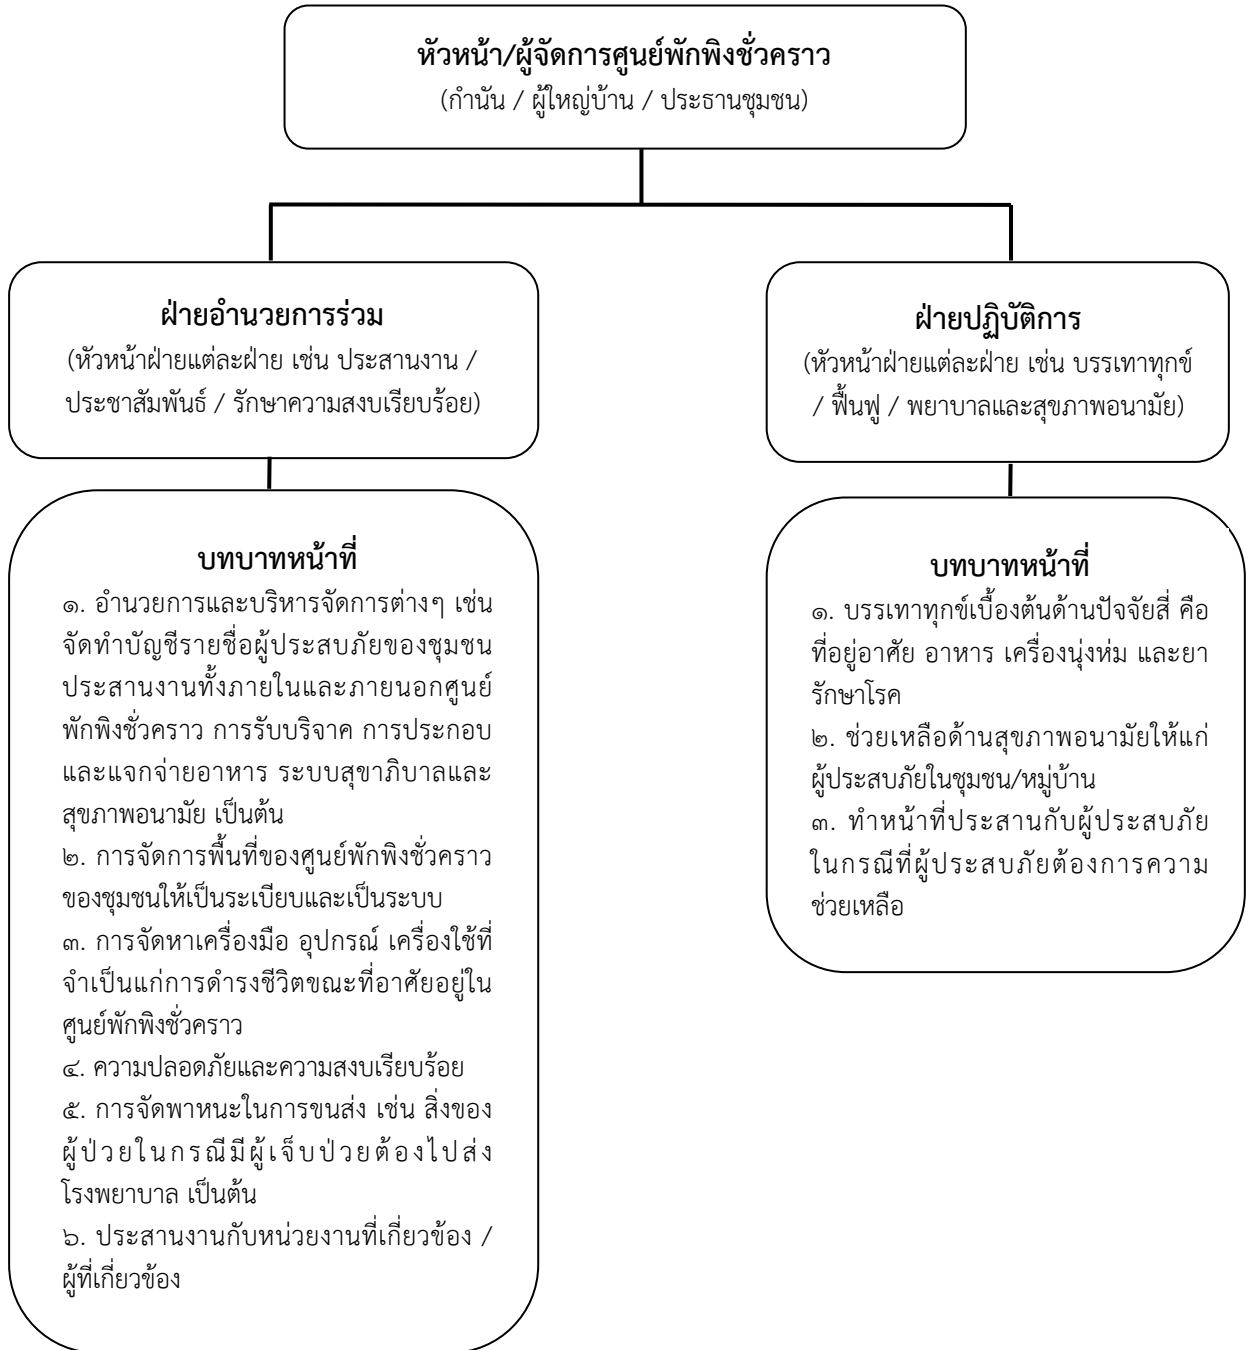 หัวหน้า/ผู้จัดการศูนย์พักพิงชั่วคราว
(กำนัน / ผู้ใหญ่บ้าน / ประธานชุมชน)
ฝ่ายอำนวยการร่วม
(หัวหน้าฝ่ายแต่ละฝ่าย เช่น ประสานงาน /
ประชาสัมพันธ์ / รักษาความสงบเรียบร้อย)
ฝ่ายปฏิบัติการ
(หัวหน้าฝ่ายแต่ละฝ่าย เช่น บรรเทาทุกข์
/ ฟื้นฟู / พยาบาลและสุขภาพอนามัย)
บทบาทหน้าที่
๑. อำนวยการและบริหารจัดการต่างๆ เช่น
จัดทำบัญชีรายชื่อผู้ประสบภัยของชุมชน
ประสานงานทั้งภายในและภายนอกศูนย์
พักพิงชั่วคราว การรับบริจาค การประกอบ
และแจกจ่ายอาหาร ระบบสุขาภิบาลและ
สุขภาพอนามัย เป็นต้น
๒. การจัดการพื้นที่ของศูนย์พักพิงชั่วคราว
ของชุมชนให้เป็นระเบียบและเป็นระบบ
๓. การจัดหาเครื่องมือ อุปกรณ์ เครื่องใช้ที่
จำเป็นแก่การดำรงชีวิตขณะที่อาศัยอยู่ใน
ศูนย์พักพิงชั่วคราว
๔. ความปลอดภัยและความสงบเรียบร้อย
๕. การจัดพาหนะในการขนส่ง เช่น สิ่งของ
ผู้ป่วยในกรณีมีผู้เจ็บป่วยต้องไปส่ง
โรงพยาบาล เป็นต้น
๖. ประสานงานกับหน่วยงานที่เกี่ยวข้อง /
ผู้ที่เกี่ยวข้อง
บทบาทหน้าที่
๑. บรรเทาทุกข์เบื้องต้นด้านปัจจัยสี่ คือ
ที่อยู่อาศัย อาหาร เครื่องนุ่งห่ม และยา
รักษาโรค
๒. ช่วยเหลือด้านสุขภาพอนามัยให้แก่
ผู้ประสบภัยในชุมชน/หมู่บ้าน
๓. ทำหน้าที่ประสานกับผู้ประสบภัย
ในกรณีที่ผู้ประสบภัยต้องการความ
ช่วยเหลือ